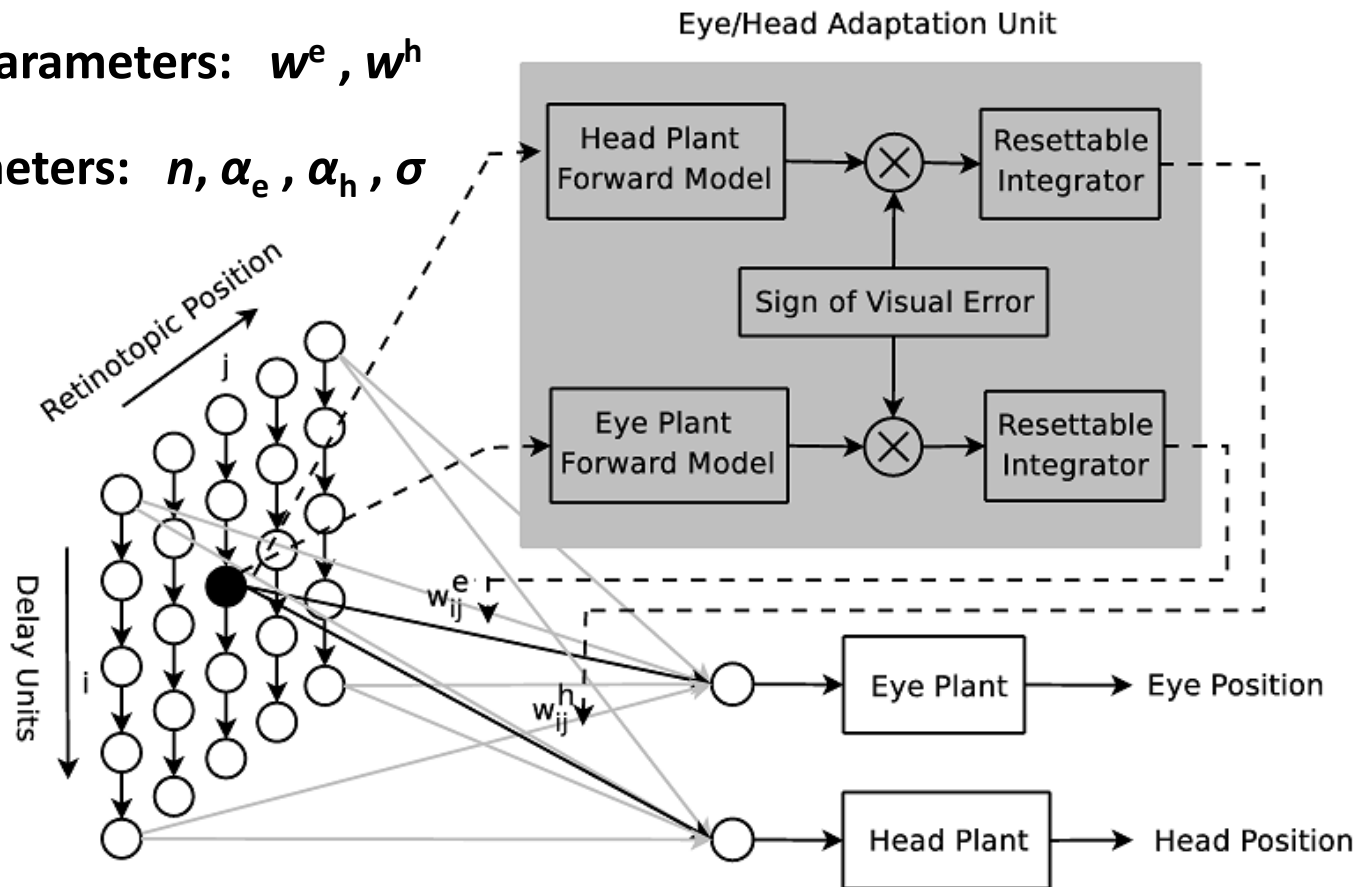 Eye/Head Adaptation Unit
arameters: wᵉ , wʰ
neters: n, αₑ , αₕ , σ
Head Plant
Forward Model
Resettable
Integrator
Sign of Visual Error
Eye Plant
Forward Model
Resettable
Integrator
Retinotopic Position
j
Delay Units
i
wᵢⱼᵉ
wᵢⱼʰ
Eye Plant
Eye Position
Head Plant
Head Position